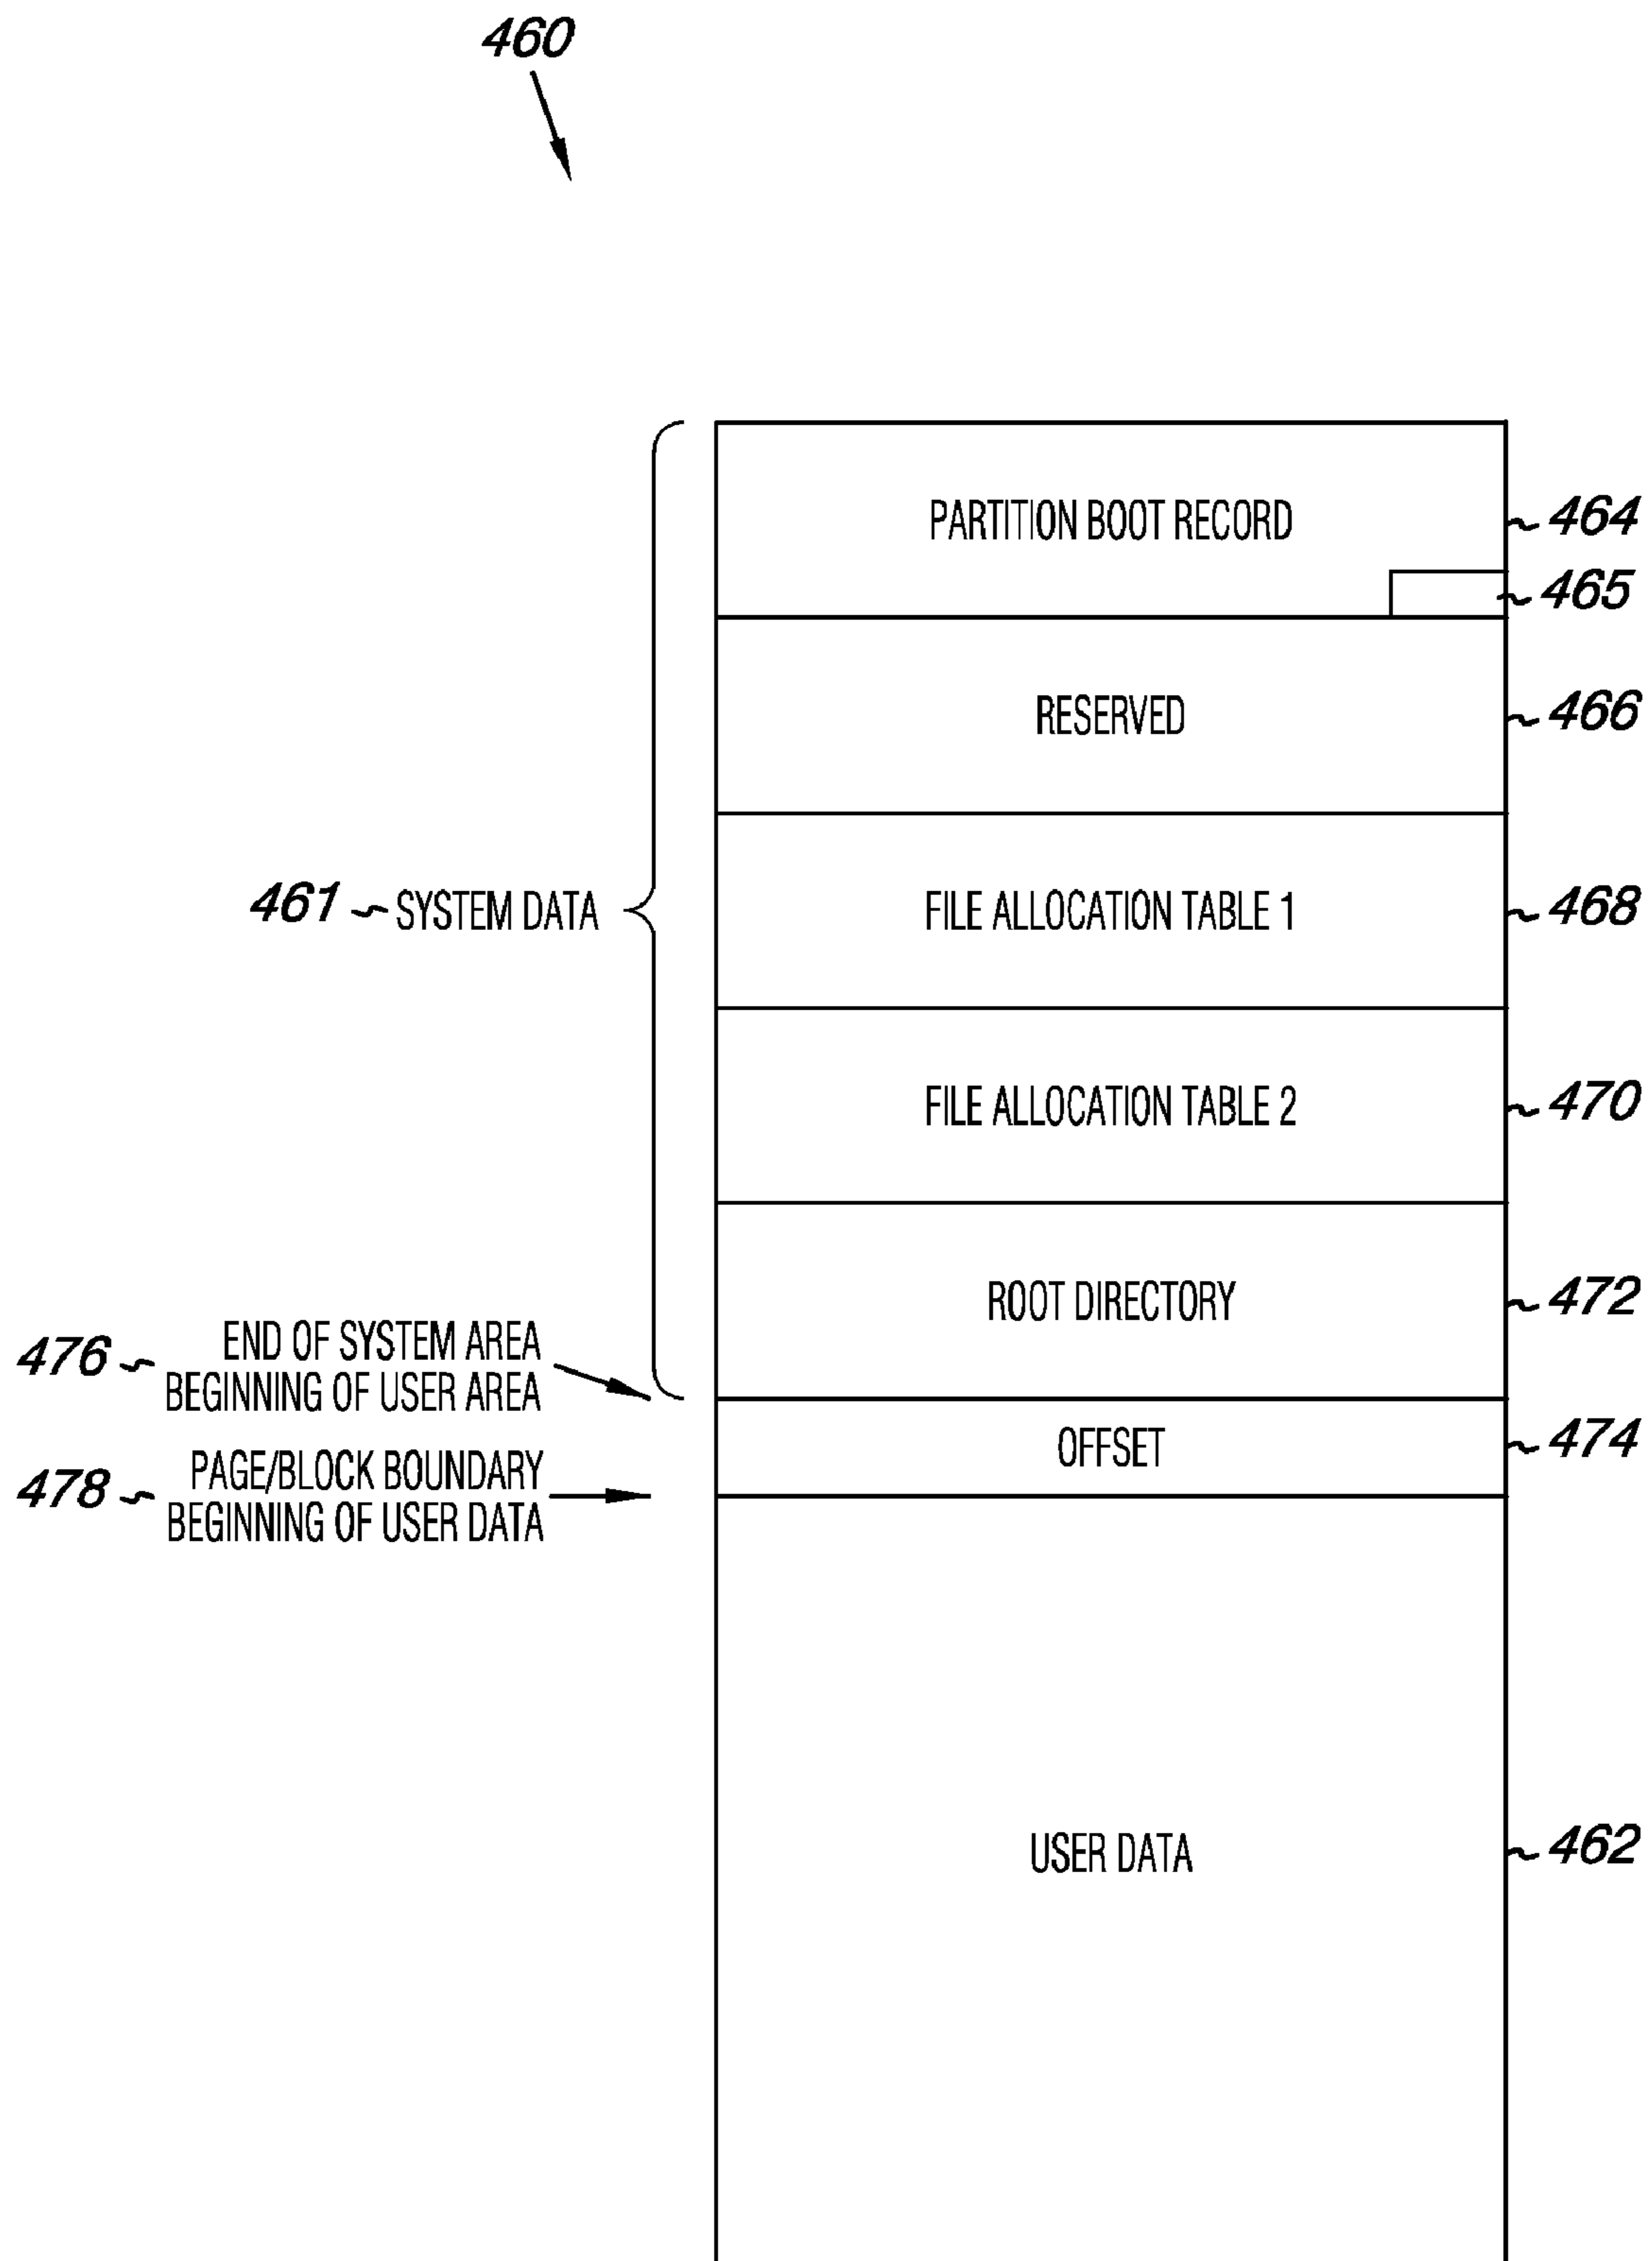 460
PARTITION BOOT RECORD
464
465
RESERVED
466
461 SYSTEM DATA
FILE ALLOCATION TABLE 1
468
FILE ALLOCATION TABLE 2
470
ROOT DIRECTORY
472
476
END OF SYSTEM AREA
BEGINNING OF USER AREA
OFFSET
474
478
PAGE/BLOCK BOUNDARY
BEGINNING OF USER DATA
USER DATA
462